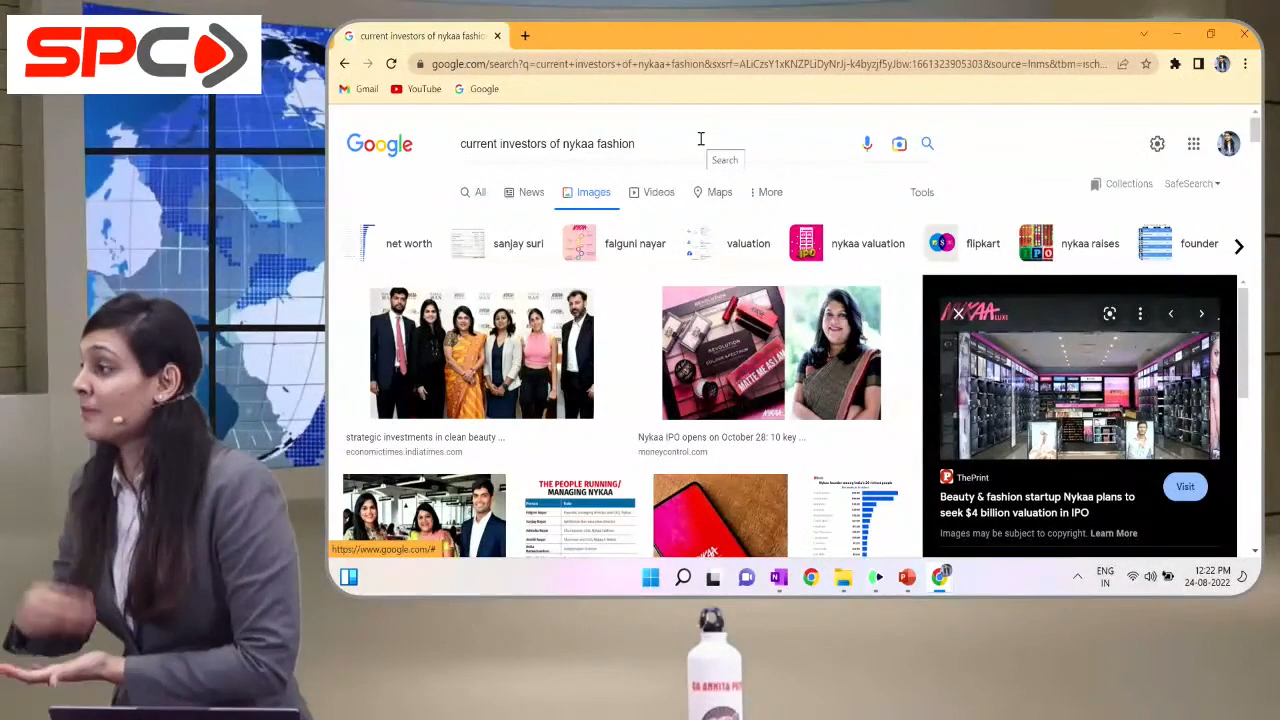 SPC
current investors of nykaa fashio
google.com/search?q=current+investors+of+nykaa+fashion&sxsrf=ALiCzsY1xKNZPLiDyNrJj-k4byzjf5yJbw:1661323905303&source=lnms&tbm=isch...
Gmail YouTube Google
Google current investors of nykaa fashion
Search
All News Images Videos Maps More Tools Collections SafeSearch
net worth sanjay suri falguni nayar valuation nykaa valuation flipkart nykaa raises founder
strategic investments in clean beauty ...
economictimes.indiatimes.com
Nykaa IPO opens on October 28: 10 key ...
moneycontrol.com
REVOLUTION
NYKAA
LUXE
ThePrint
Beauty & fashion startup Nykaa plans to
seek $4 billion valuation in IPO
Visit
Images may be subject to copyright. Learn More
THE PEOPLE RUNNING/
MANAGING NYKAA
https://www.google.com/#
ENG
IN
12:22 PM
24-08-2022